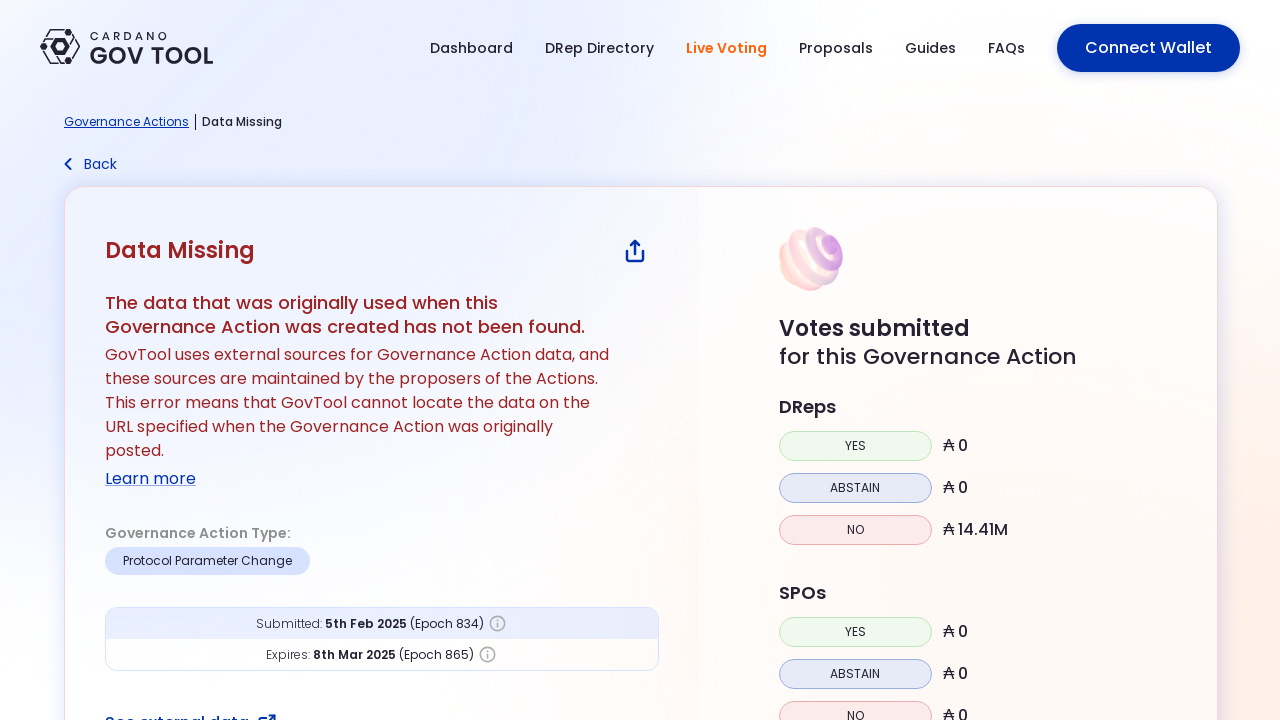 CARDANO
GOV TOOL
Dashboard
DRep Directory
Live Voting
Proposals
Guides
FAQs
Connect Wallet
Governance Actions | Data Missing
Back
Data Missing
The data that was originally used when this
Governance Action was created has not been found.
GovTool uses external sources for Governance Action data, and
these sources are maintained by the proposers of the Actions.
This error means that GovTool cannot locate the data on the
URL specified when the Governance Action was originally
posted.
Learn more
Governance Action Type:
Protocol Parameter Change
Submitted: 5th Feb 2025 (Epoch 834)
Expires: 8th Mar 2025 (Epoch 865)
See external data
Votes submitted
for this Governance Action
DReps
YES ₳ 0
ABSTAIN ₳ 0
NO ₳ 14.41M
SPOs
YES ₳ 0
ABSTAIN ₳ 0
NO ₳ 0